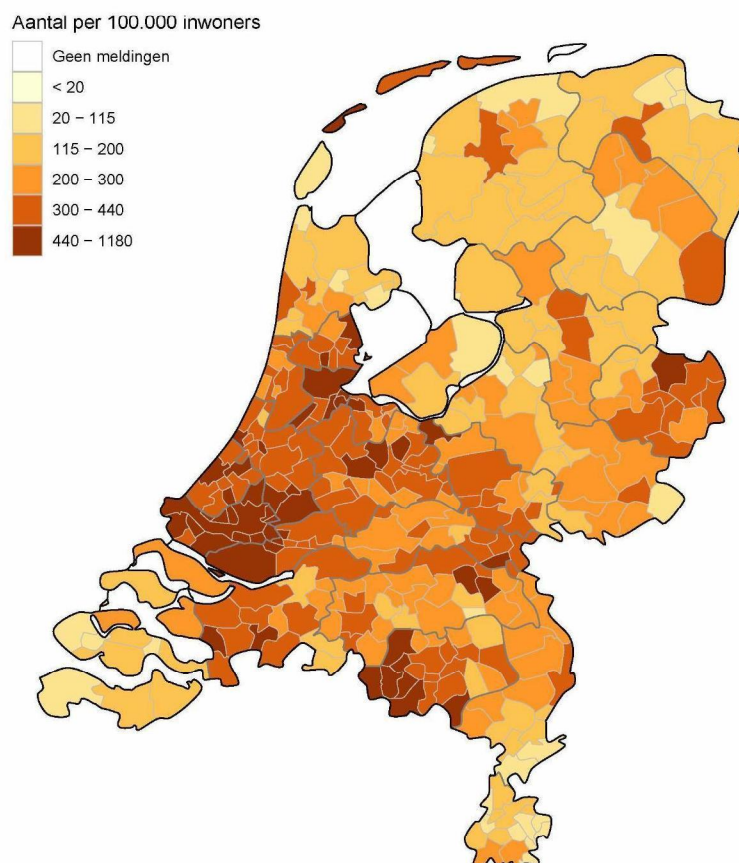 Aantal per 100.000 inwoners
Geen meldingen
< 20
20 – 115
115 – 200
200 – 300
300 – 440
440 – 1180